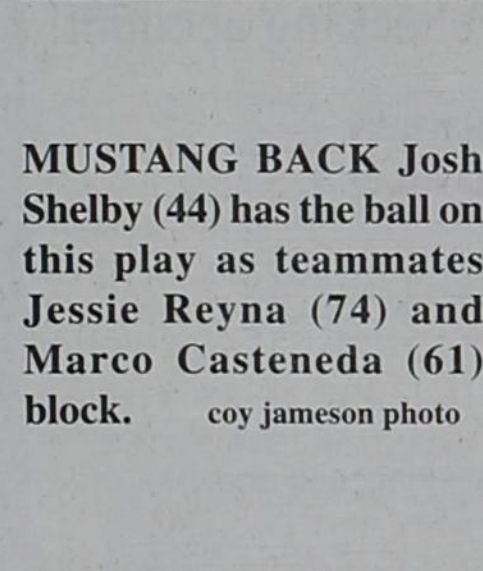 MUSTANG BACK Josh
Shelby (44) has the ball on
this play as teammates
Jessie Reyna (74) and
Marco Casteneda (61)
block. coy jameson photo